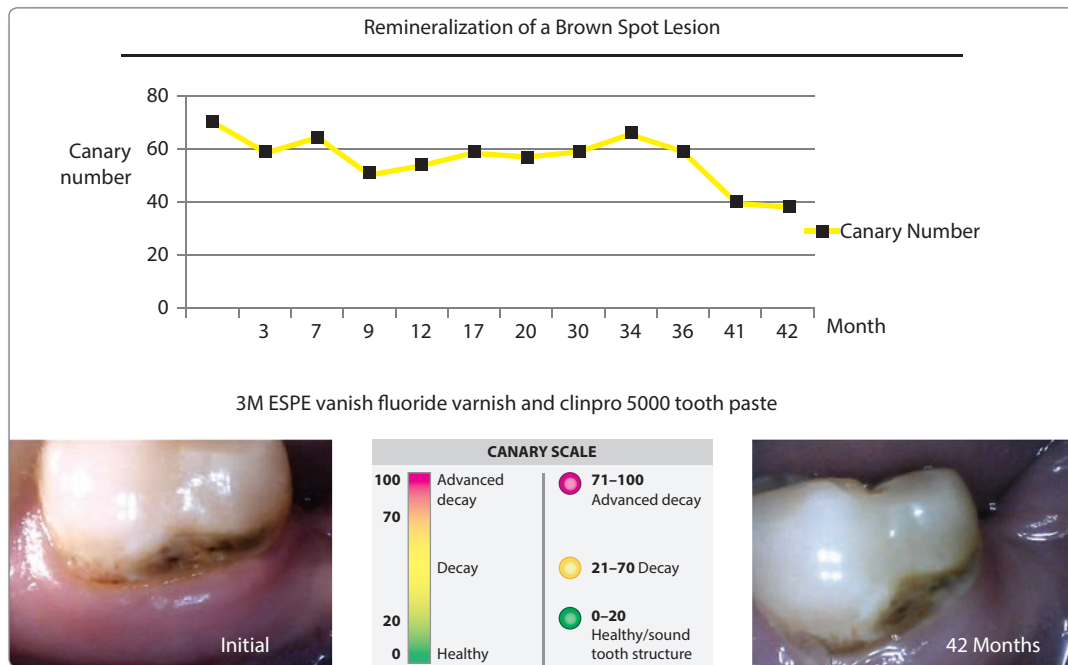 Remineralization of a Brown Spot Lesion
80
60
40
20
0
Canary
number
3 7 9 12 17 20 30 34 36 41 42
Month
Canary Number
3M ESPE vanish fluoride varnish and clinpro 5000 tooth paste
Initial
CANARY SCALE
100 Advanced
decay
70
Decay
20
0 Healthy
71–100
Advanced decay
21–70 Decay
0–20
Healthy/sound
tooth structure
42 Months